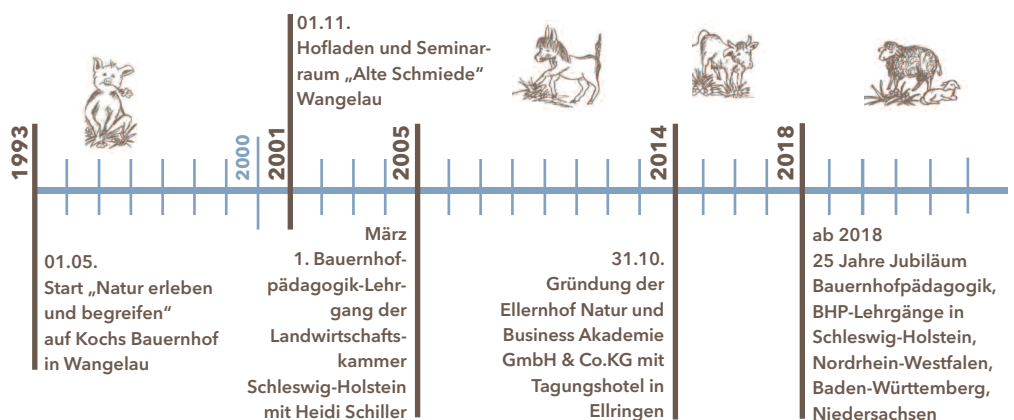 1993
01.05.
Start „Natur erleben
und begreifen“
auf Kochs Bauernhof
in Wangelau
2000
2001
01.11.
Hofladen und Seminar-
raum „Alte Schmiede“
Wangelau
2005
März
1. Bauernhof-
pädagogik-Lehr-
gang der
Landwirtschafts-
kammer
Schleswig-Holstein
mit Heidi Schiller
2014
31.10.
Gründung der
Ellernhof Natur und
Business Akademie
GmbH & Co.KG mit
Tagungshotel in
Ellringen
2018
ab 2018
25 Jahre Jubiläum
Bauernhofpädagogik,
BHP-Lehrgänge in
Schleswig-Holstein,
Nordrhein-Westfalen,
Baden-Württemberg,
Niedersachsen